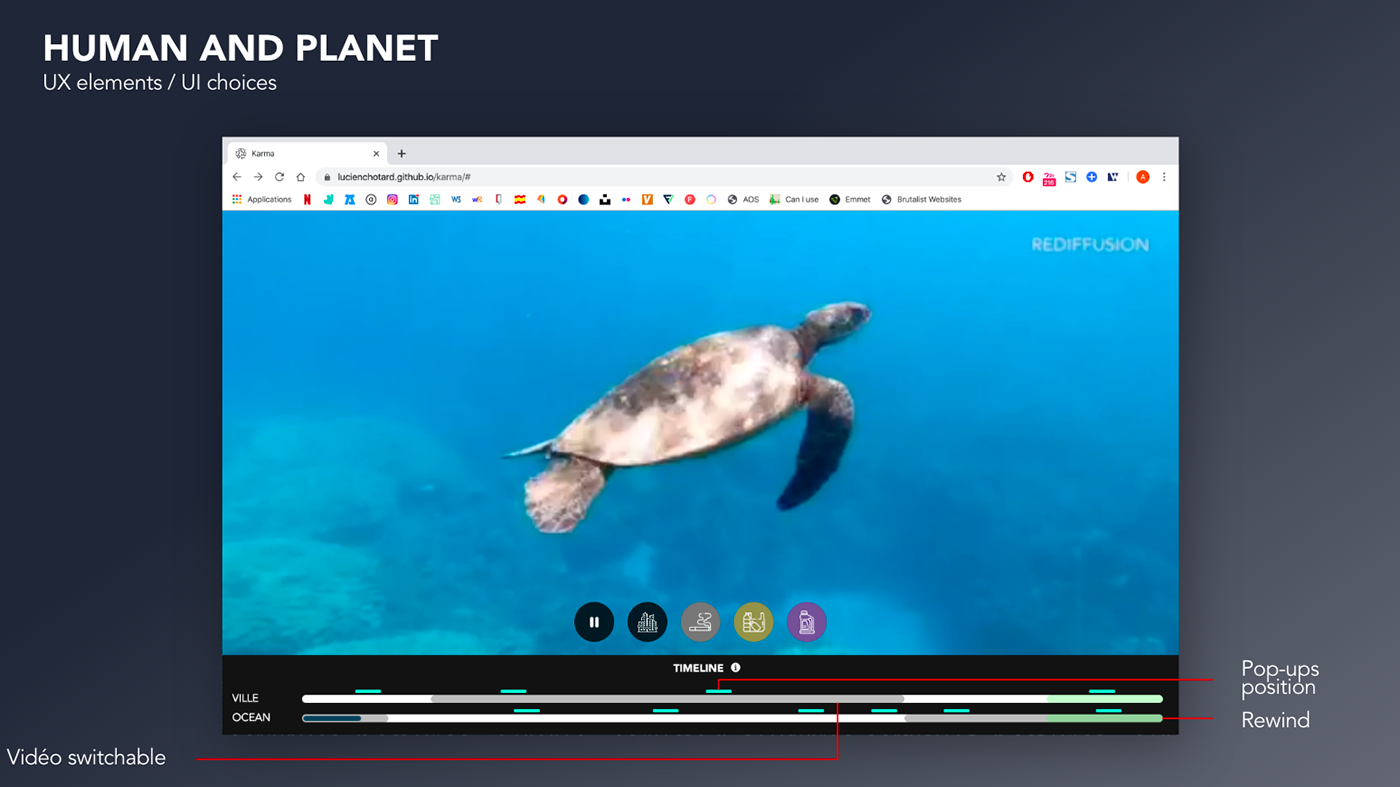 HUMAN AND PLANET
UX elements / UI choices
Karma
lucienchotard.github.io/karma/#
Applications
AOS
Can I use
Emmet
Brutalist Websites
REDIFFUSION
TIMELINE
VILLE
OCEAN
Pop-ups
position
Rewind
Vidéo switchable